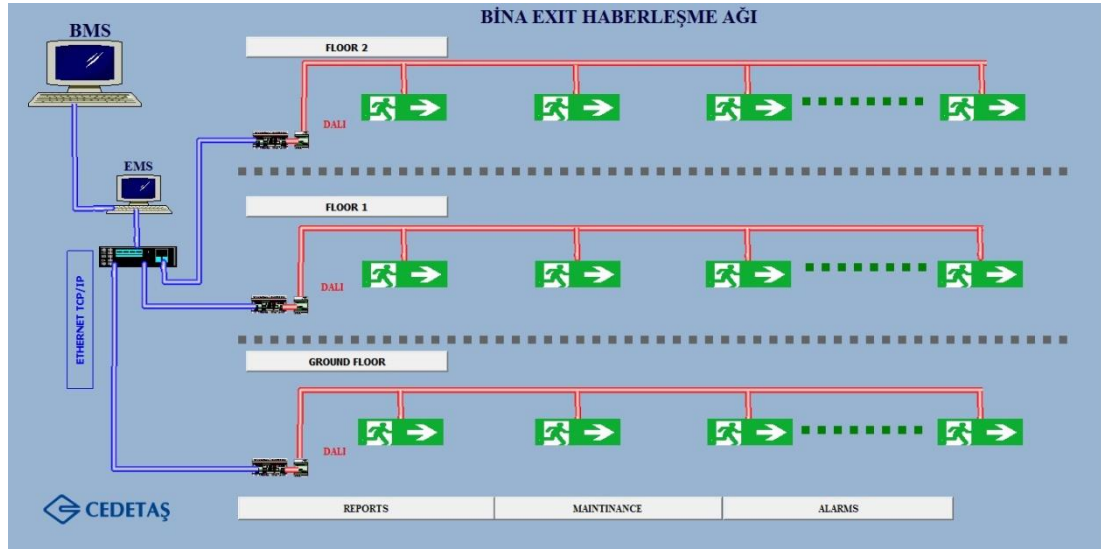 BİNA EXIT HABERLEŞME AĞI
BMS
FLOOR 2
DALI
EMS
FLOOR 1
DALI
ETHERNET TCP/IP
GROUND FLOOR
DALI
CEDETAŞ
REPORTS
MAINTINANCE
ALARMS